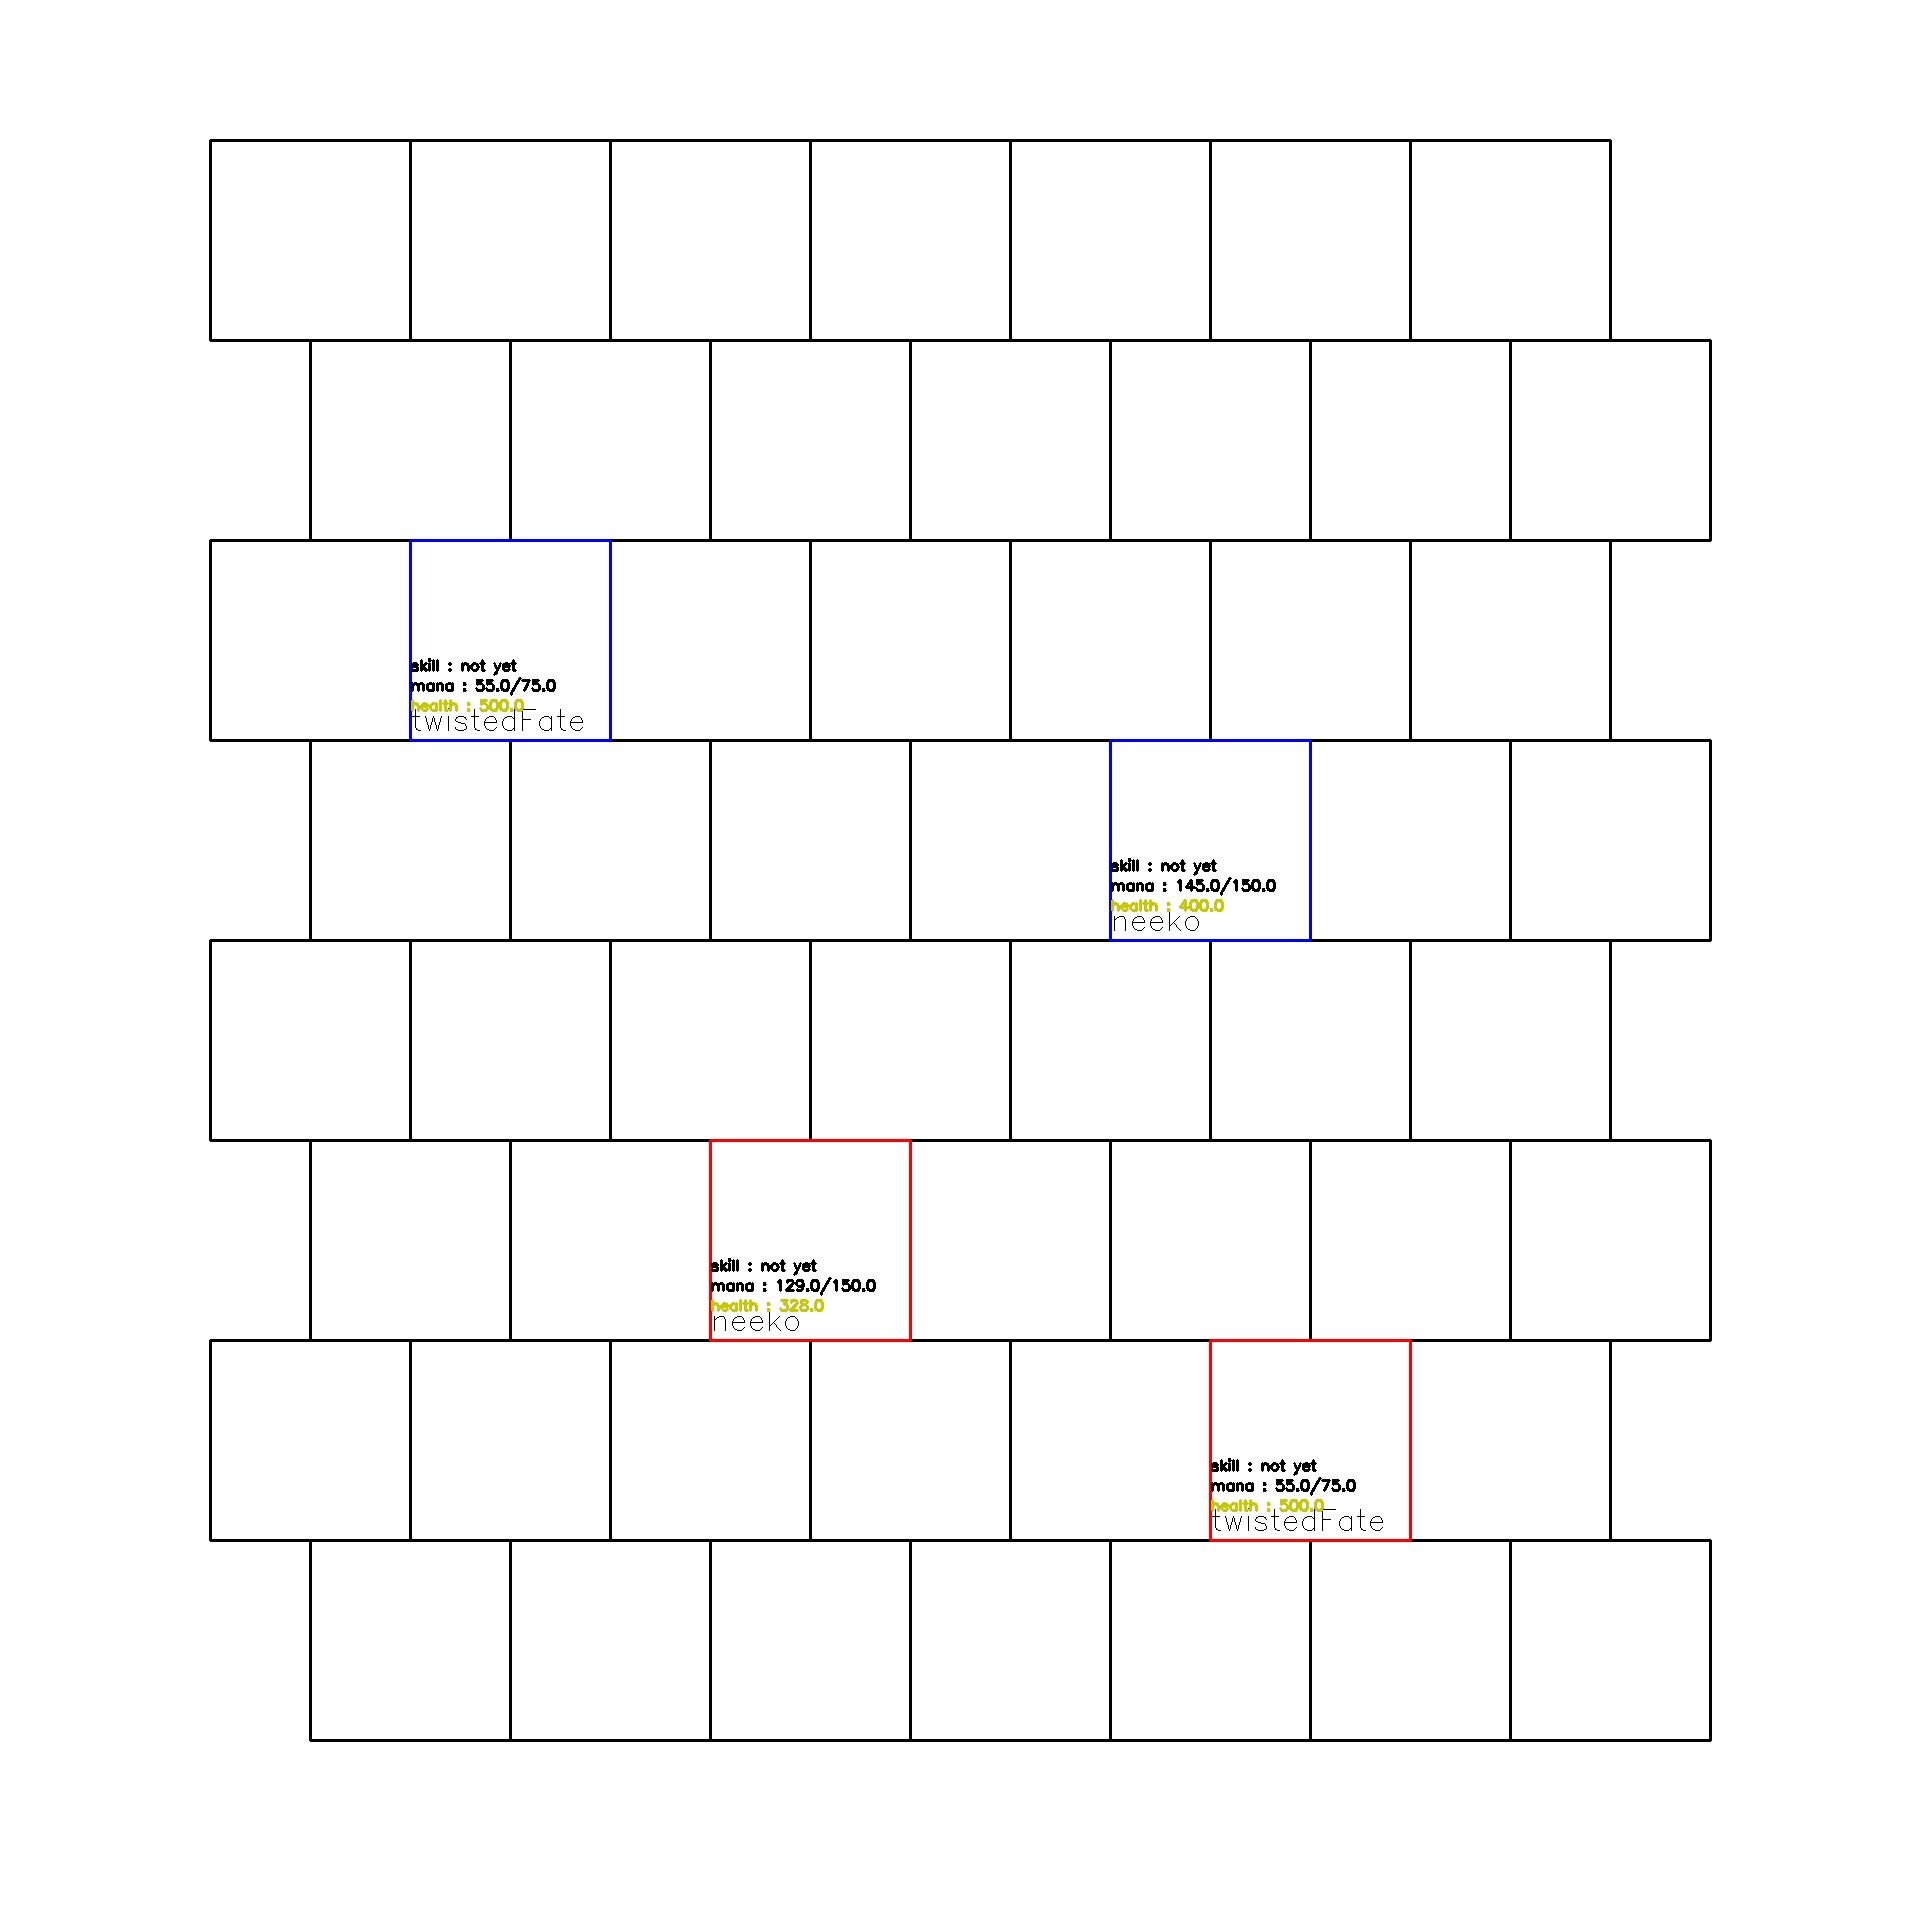 skill : not yet
mana : 55.0/75.0
health : 500.0
twistedFate
skill : not yet
mana : 145.0/150.0
health : 400.0
neeko
skill : not yet
mana : 129.0/150.0
health : 328.0
neeko
skill : not yet
mana : 55.0/75.0
health : 500.0
twistedFate